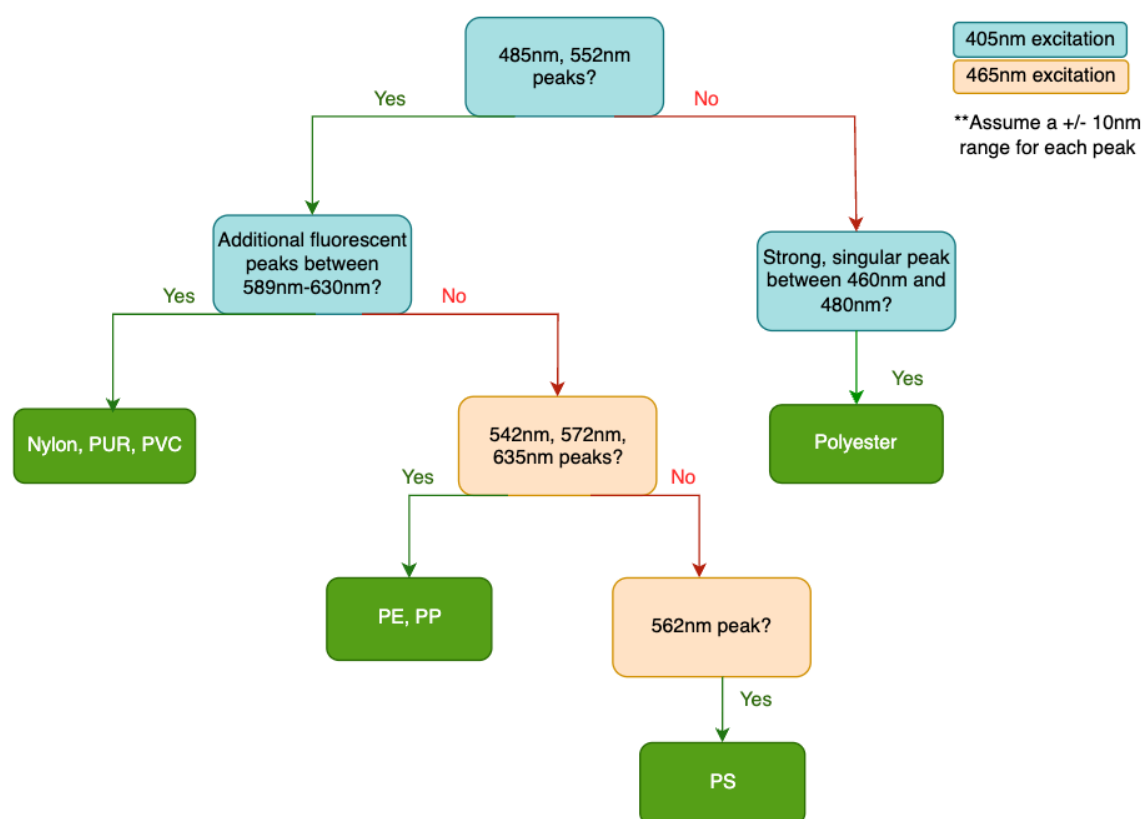 485nm, 552nm
peaks?
405nm excitation
465nm excitation
**Assume a +/- 10nm
range for each peak
Yes
No
Additional fluorescent
peaks between
589nm-630nm?
Strong, singular peak
between 460nm and
480nm?
Yes
No
Yes
Nylon, PUR, PVC
542nm, 572nm,
635nm peaks?
Polyester
Yes
No
PE, PP
562nm peak?
Yes
PS